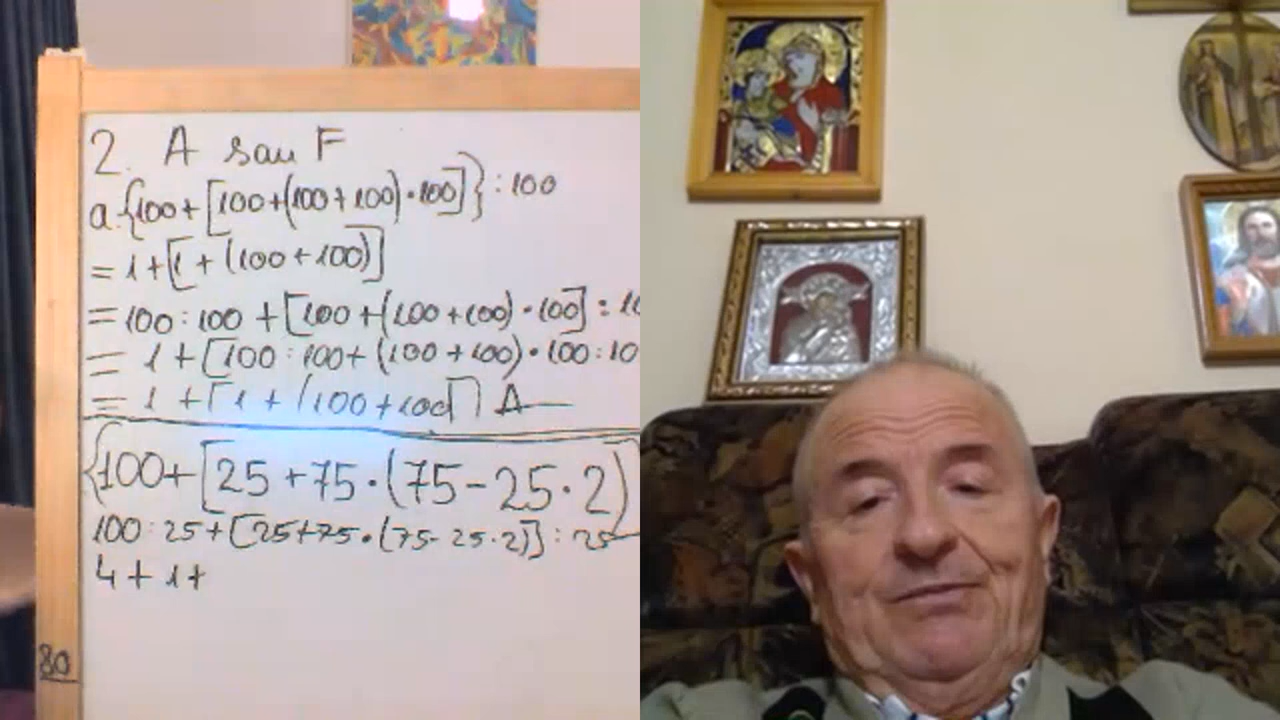 2. A sau F
a. {100+[100+(100+100)•100]}:100
= 1+[1+(100+100)]
= 100:100 +[100+(100+100)•100]:10
= 1+[100:100+(100+100)•100:10
= 1+[1+(100+100)] A
{100+[25+75•(75-25•2)
100:25+[25+75•(75-25•2)]:25
4+1+
80